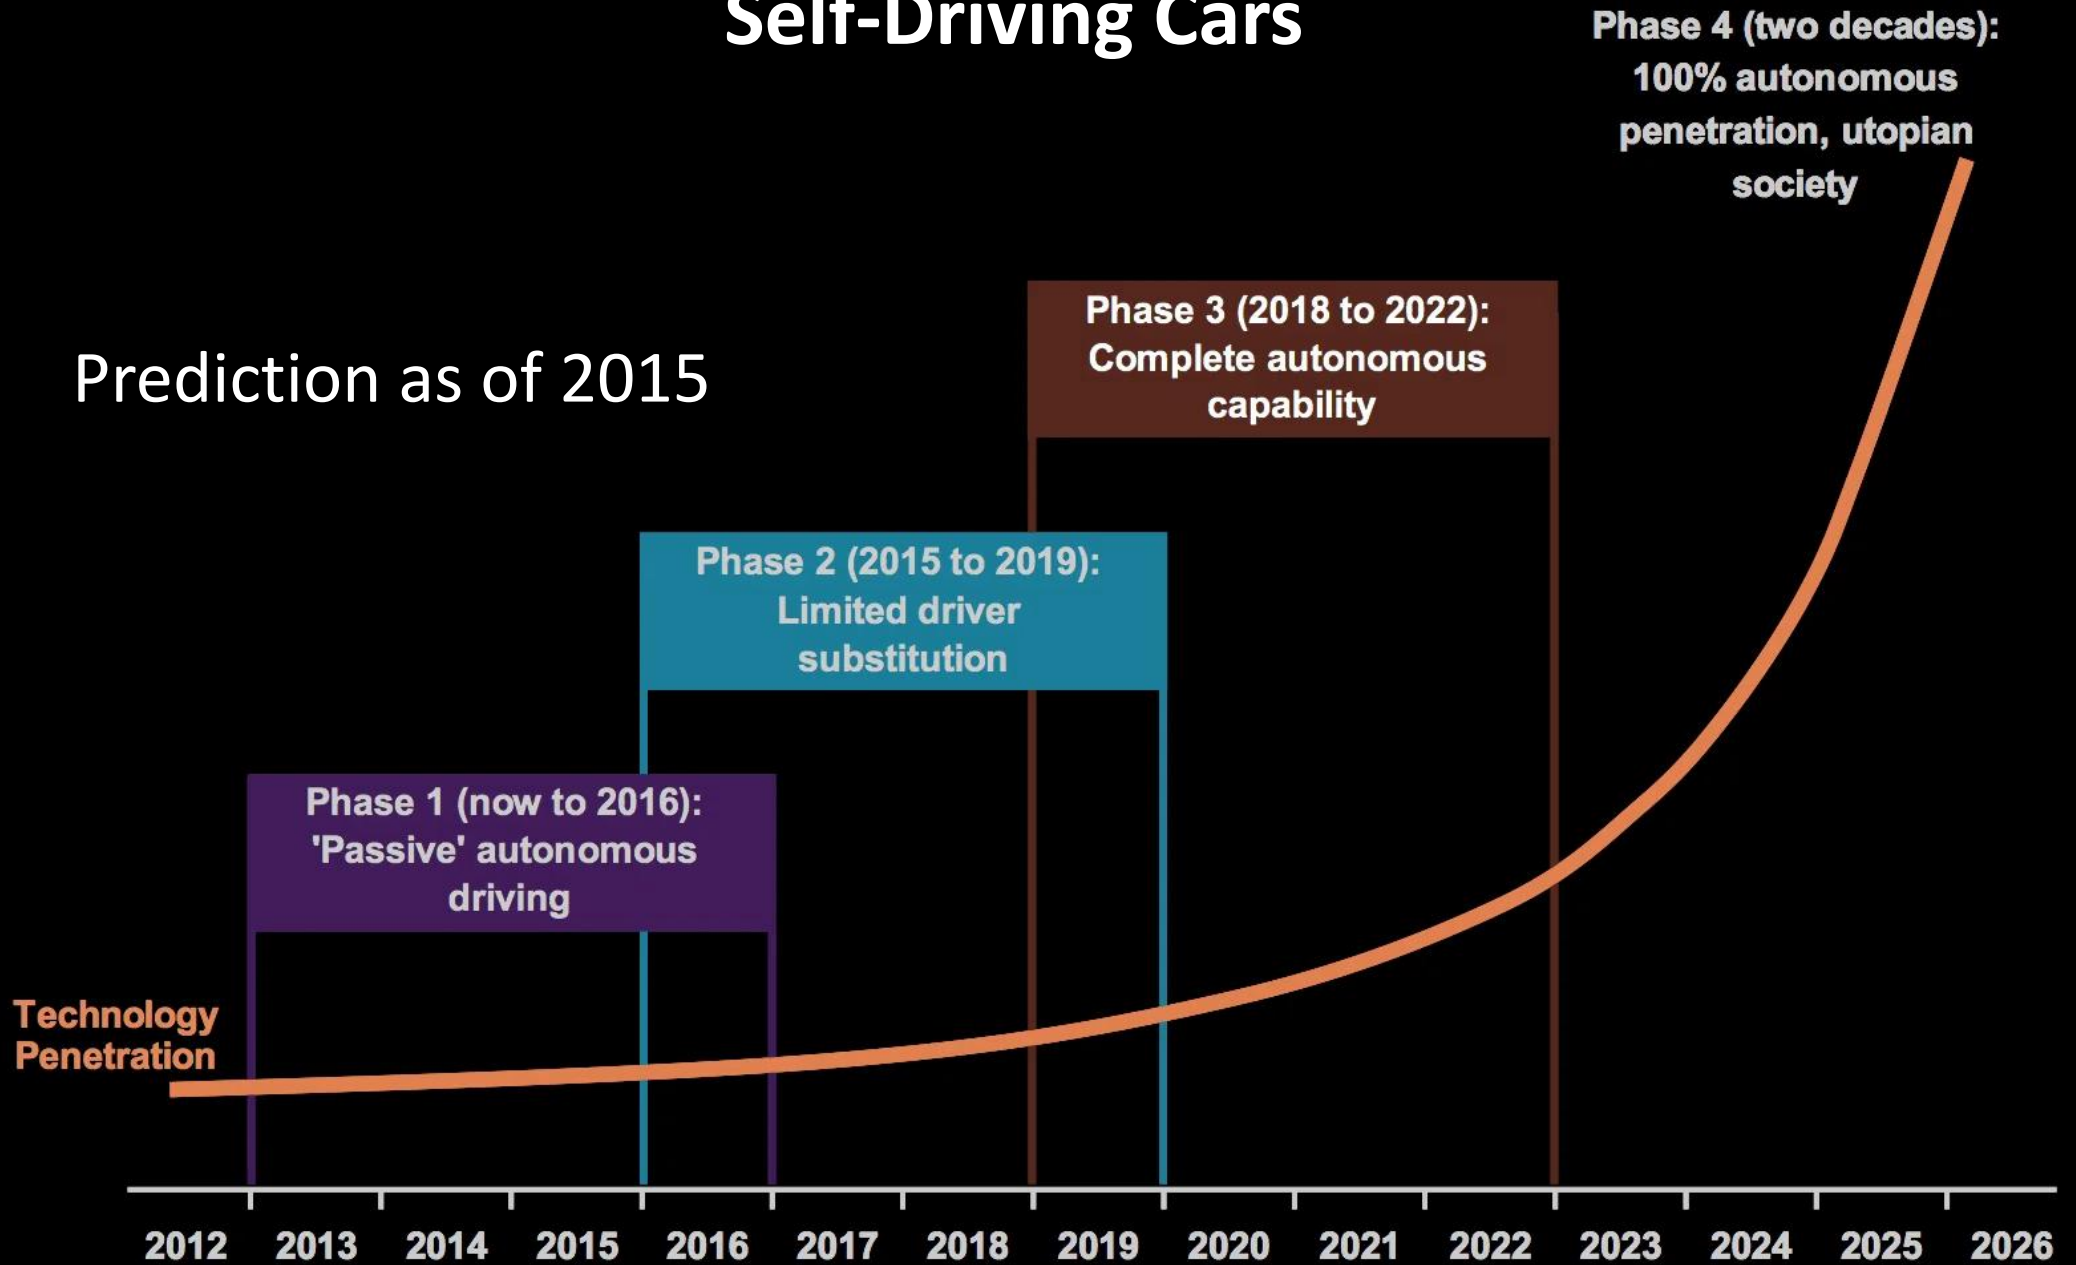 Self-Driving Cars
Phase 4 (two decades):
100% autonomous
penetration, utopian
society
Phase 3 (2018 to 2022):
Complete autonomous
capability
Prediction as of 2015
Phase 2 (2015 to 2019):
Limited driver
substitution
Phase 1 (now to 2016):
'Passive' autonomous
driving
Technology
Penetration
2012 2013 2014 2015 2016 2017 2018 2019 2020 2021 2022 2023 2024 2025 2026